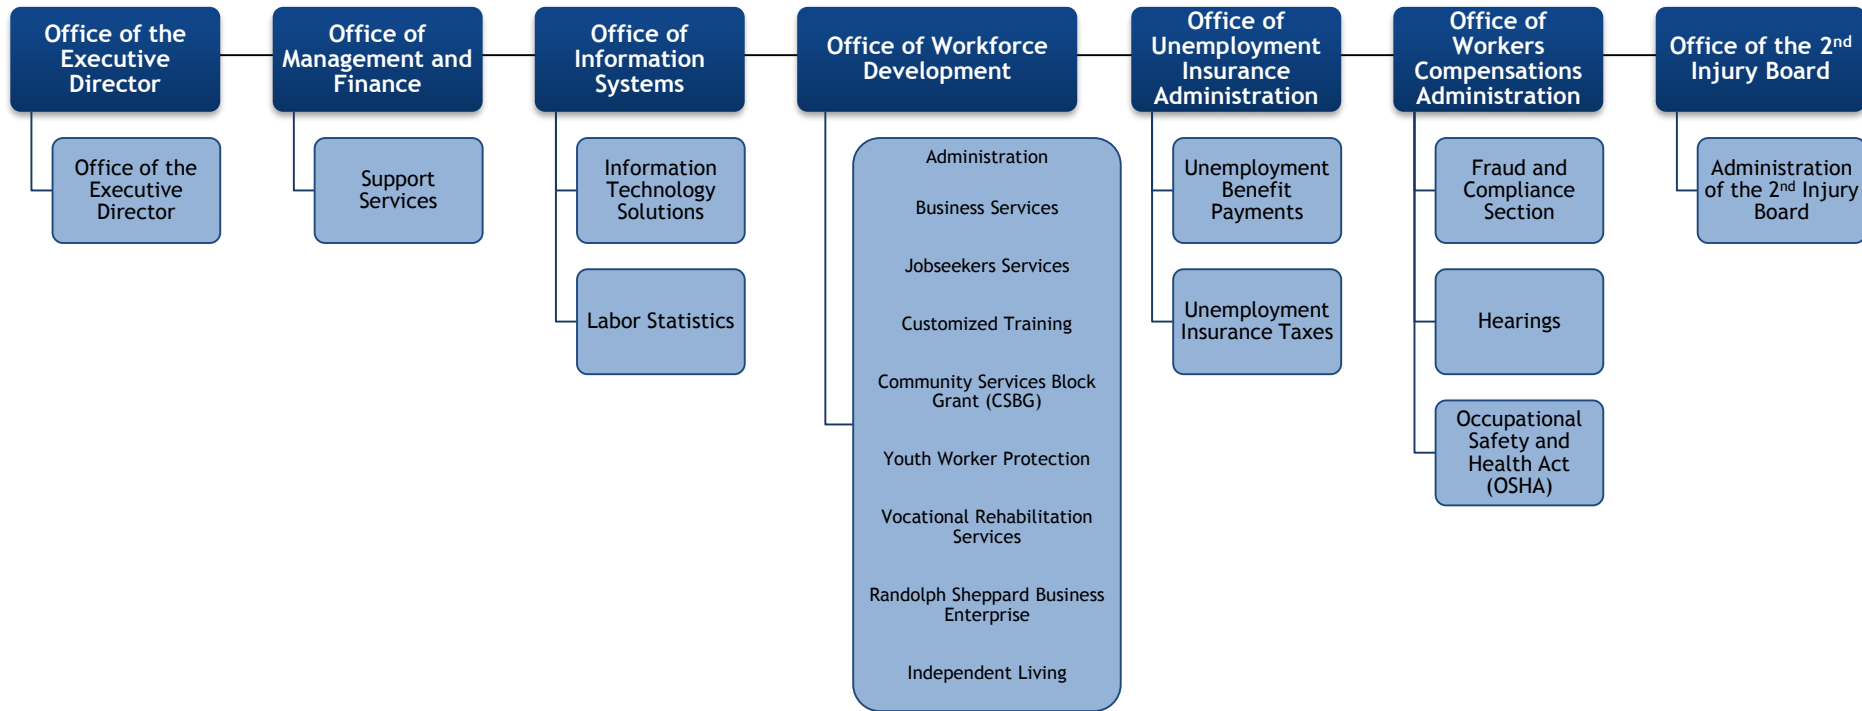 Office of the
Executive
Director
Office of
Management and
Finance
Office of
Information
Systems
Office of Workforce
Development
Office of
Unemployment
Insurance
Administration
Office of
Workers
Compensations
Administration
Office of the 2nd
Injury Board
Office of the
Executive
Director
Support
Services
Information
Technology
Solutions
Labor Statistics
Administration
Business Services
Jobseekers Services
Customized Training
Community Services Block
Grant (CSBG)
Youth Worker Protection
Vocational Rehabilitation
Services
Randolph Sheppard Business
Enterprise
Independent Living
Unemployment
Benefit
Payments
Unemployment
Insurance Taxes
Fraud and
Compliance
Section
Hearings
Occupational
Safety and
Health Act
(OSHA)
Administration
of the 2nd Injury
Board